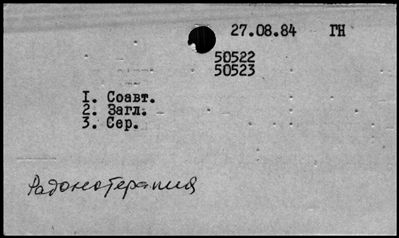 27.08.84 ГН
50522
50523
I. Соавт.
2. Загл.
3. Сер.
Радонотерапия